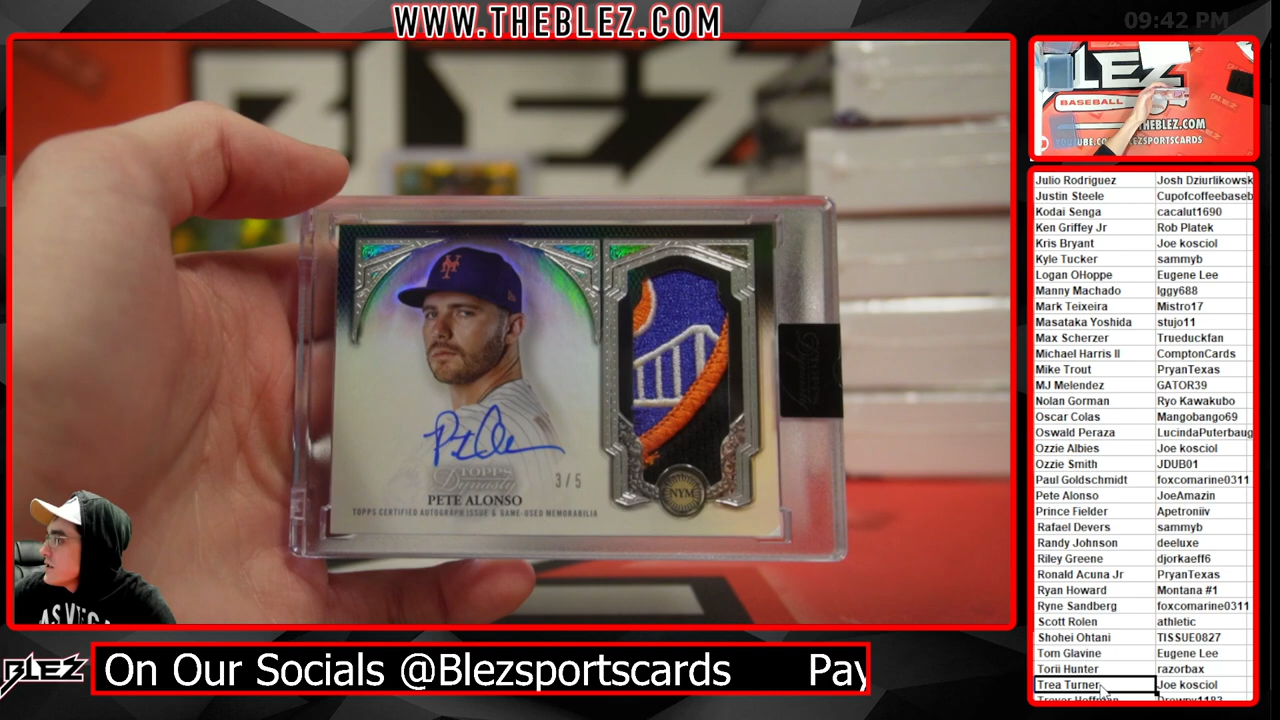 WWW.THEBLEZ.COM
09:42 PM
BLEZ
LEZ
BASEBALL
THEBLEZ.COM
TOPPS
Dynasty
3/5
PETE ALONSO
TOPPS CERTIFIED AUTOGRAPH ISSUE & GAME-USED MEMORABILIA
NYM
Julio Rodriguez Josh Dziurlikowsk
Justin Steele Cupofcoffeebaseb
Kodai Senga cacalut1690
Ken Griffey Jr Rob Platek
Kris Bryant Joe kosciol
Kyle Tucker sammyb
Logan OHoppe Eugene Lee
Manny Machado Iggy688
Mark Teixeira Mistro17
Masataka Yoshida stujo11
Max Scherzer Trueduckfan
Michael Harris II ComptonCards
Mike Trout PryanTexas
MJ Melendez GATOR39
Nolan Gorman Ryo Kawakubo
Oscar Colas Mangobango69
Oswald Peraza LucindaPuterbaug
Ozzie Albies Joe kosciol
Ozzie Smith JDUB01
Paul Goldschmidt foxcomarine0311
Pete Alonso JoeAmazin
Prince Fielder Apetroniiv
Rafael Devers sammyb
Randy Johnson deeluxe
Riley Greene djorkaeff6
Ronald Acuna Jr PryanTexas
Ryan Howard Montana #1
Ryne Sandberg foxcomarine0311
Scott Rolen athletic
Shohei Ohtani TISSUE0827
Tom Glavine Eugene Lee
Torii Hunter razorbax
Trea Turner Joe kosciol
BLEZ On Our Socials @Blezsportscards Pay